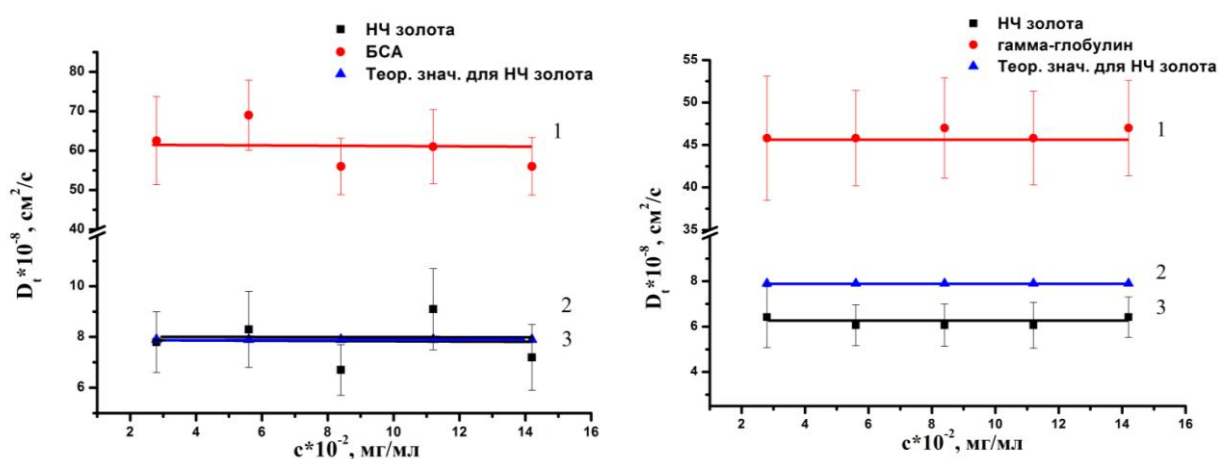 НЧ золота
БСА
Теор. знач. для НЧ золота
80
70
60
50
40
10
8
6
1
2
3
D_t*10^-8, см^2/с
2 4 6 8 10 12 14 16
c*10^-2, мг/мл
НЧ золота
гамма-глобулин
Теор. знач. для НЧ золота
55
50
45
40
35
8
6
4
1
2
3
D_t*10^-8, см^2/с
2 4 6 8 10 12 14 16
c*10^-2, мг/мл